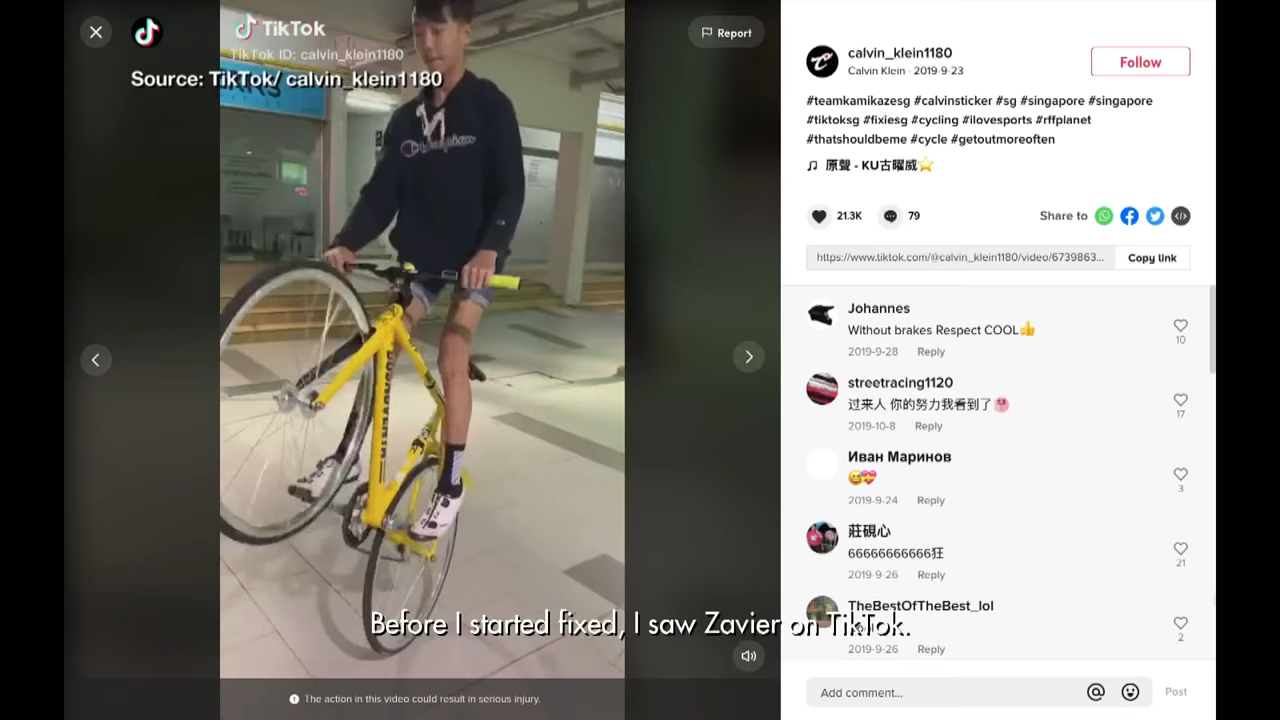 TikTok
TikTok ID: calvin_klein1180
Source: TikTok/ calvin_klein1180
Report
Champion
calvin_klein1180
Calvin Klein · 2019-9-23
Follow
#teamkamikazesg #calvinsticker #sg #singapore #singapore
#tiktoksg #fixiesg #cycling #ilovesports #rffplanet
#thatshouldbeme #cycle #getoutmoreoften
原聲 - KU古曜威⭐
21.3K
79
Share to
https://www.tiktok.com/@calvin_klein1180/video/6739863...
Copy link
Johannes
Without brakes Respect COOL👍
2019-9-28 Reply
10
streetracing1120
过来人 你的努力我看到了
2019-10-8 Reply
17
Иван Маринов
😅💝
2019-9-24 Reply
3
莊硯心
66666666666狂
2019-9-26 Reply
21
TheBestOfTheBest_lol
2019-9-26 Reply
2
Before I started fixed, I saw Zavier on TikTok.
The action in this video could result in serious injury.
Add comment...
Post